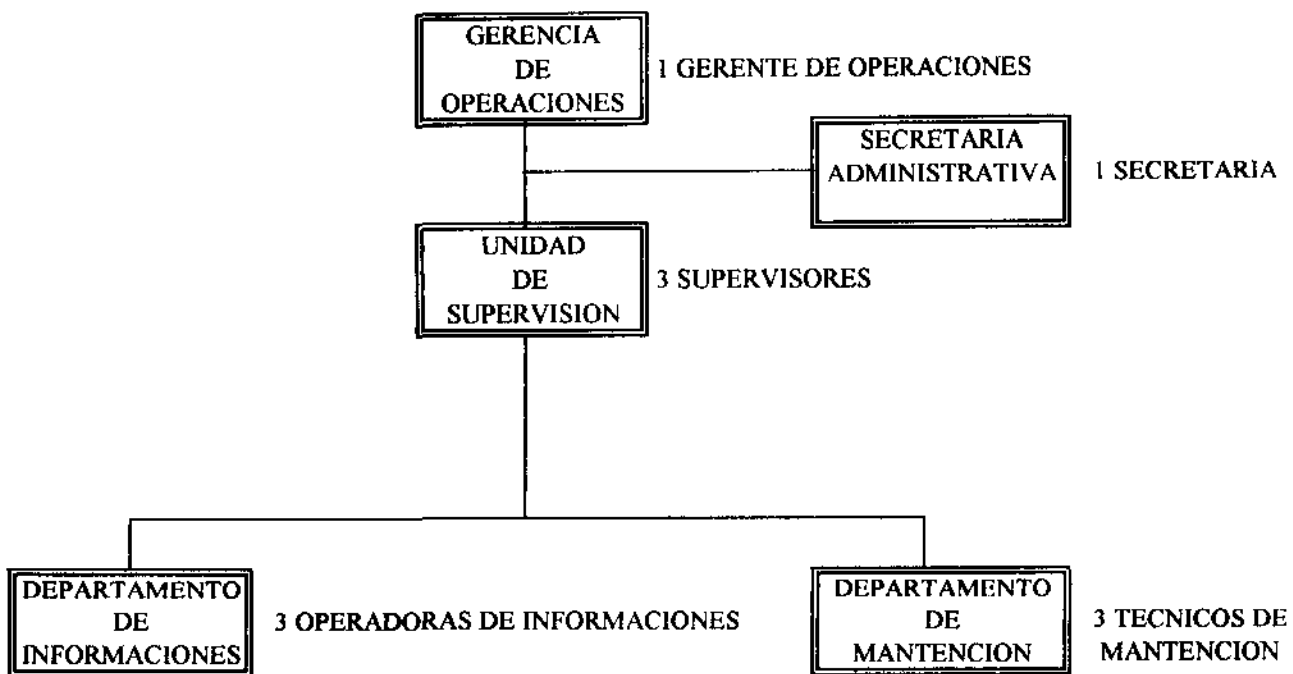 GERENCIA
DE
OPERACIONES
1 GERENTE DE OPERACIONES
SECRETARIA
ADMINISTRATIVA
1 SECRETARIA
UNIDAD
DE
SUPERVISION
3 SUPERVISORES
DEPARTAMENTO
DE
INFORMACIONES
3 OPERADORAS DE INFORMACIONES
DEPARTAMENTO
DE
MANTENCION
3 TECNICOS DE
MANTENCION